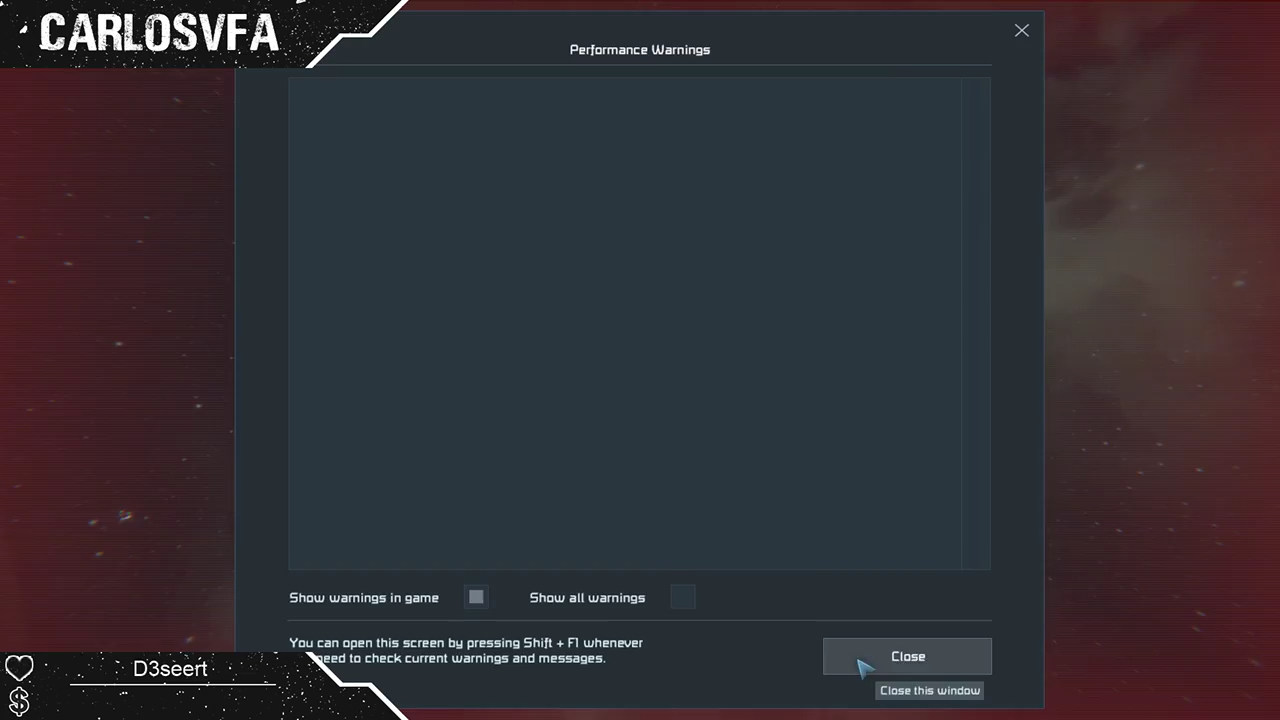 CARLOSVFA
Performance Warnings
Show warnings in game
Show all warnings
You can open this screen by pressing Shift + F1 whenever
need to check current warnings and messages.
Close
Close this window
D3seert
$